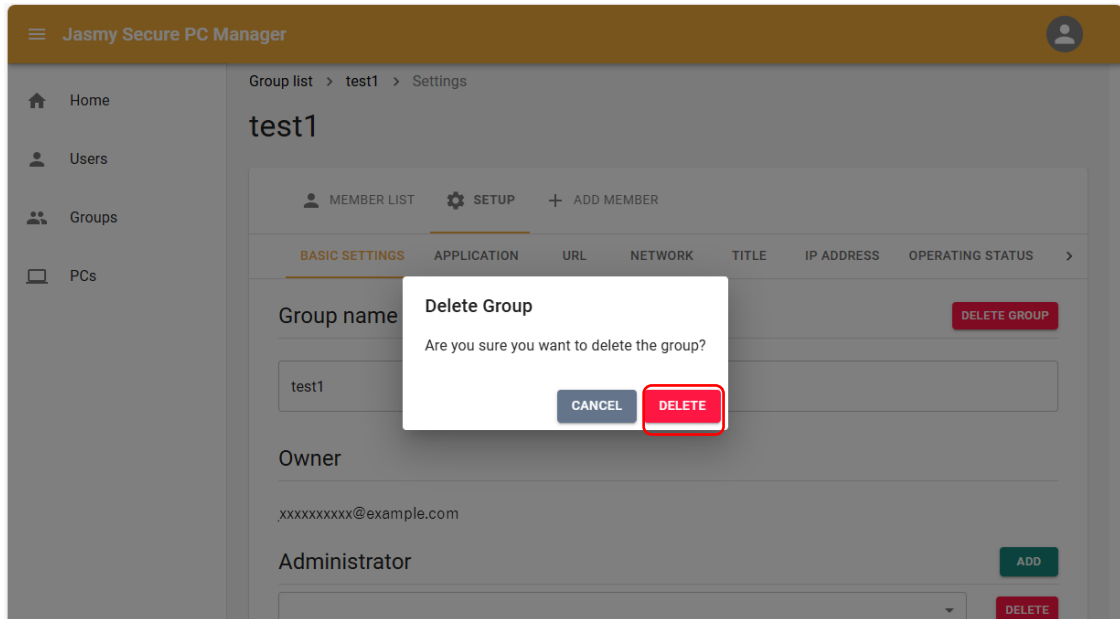 Jasmy Secure PC Manager
Group list > test1 > Settings
Home
test1
Users
MEMBER LIST SETUP + ADD MEMBER
Groups
BASIC SETTINGS APPLICATION URL NETWORK TITLE IP ADDRESS OPERATING STATUS >
PCs
Delete Group
Group name
DELETE GROUP
Are you sure you want to delete the group?
test1
CANCEL DELETE
Owner
xxxxxxxxxx@example.com
Administrator
ADD
DELETE